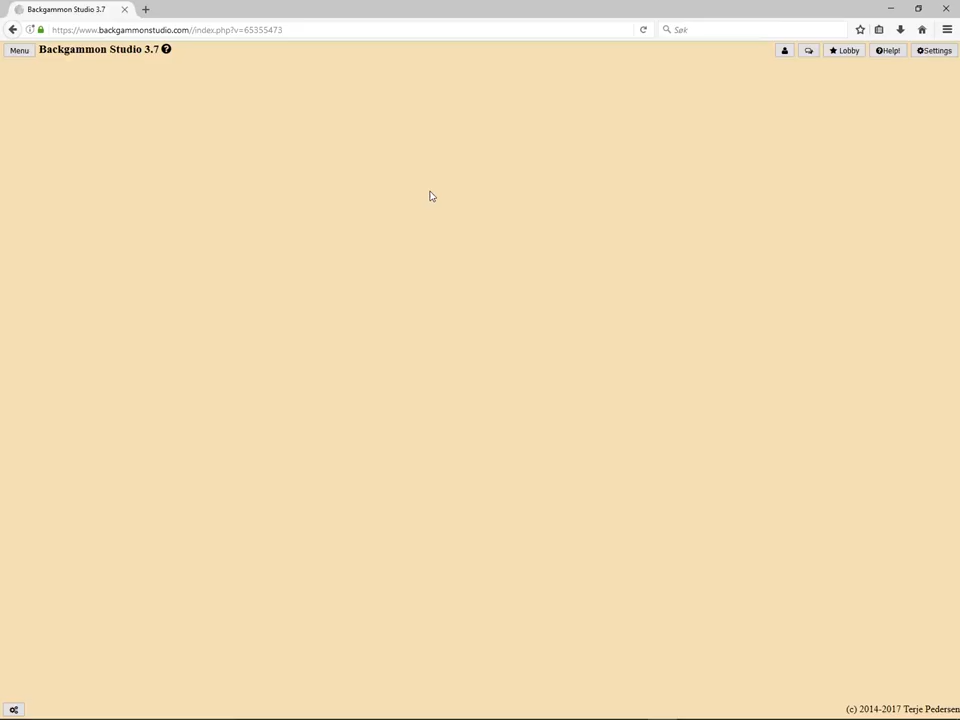 Backgammon Studio 3.7
https://www.backgammonstudio.com//index.php?v=65355473
Søk
Menu
Backgammon Studio 3.7
Lobby
Help!
Settings
(c) 2014-2017 Terje Pedersen